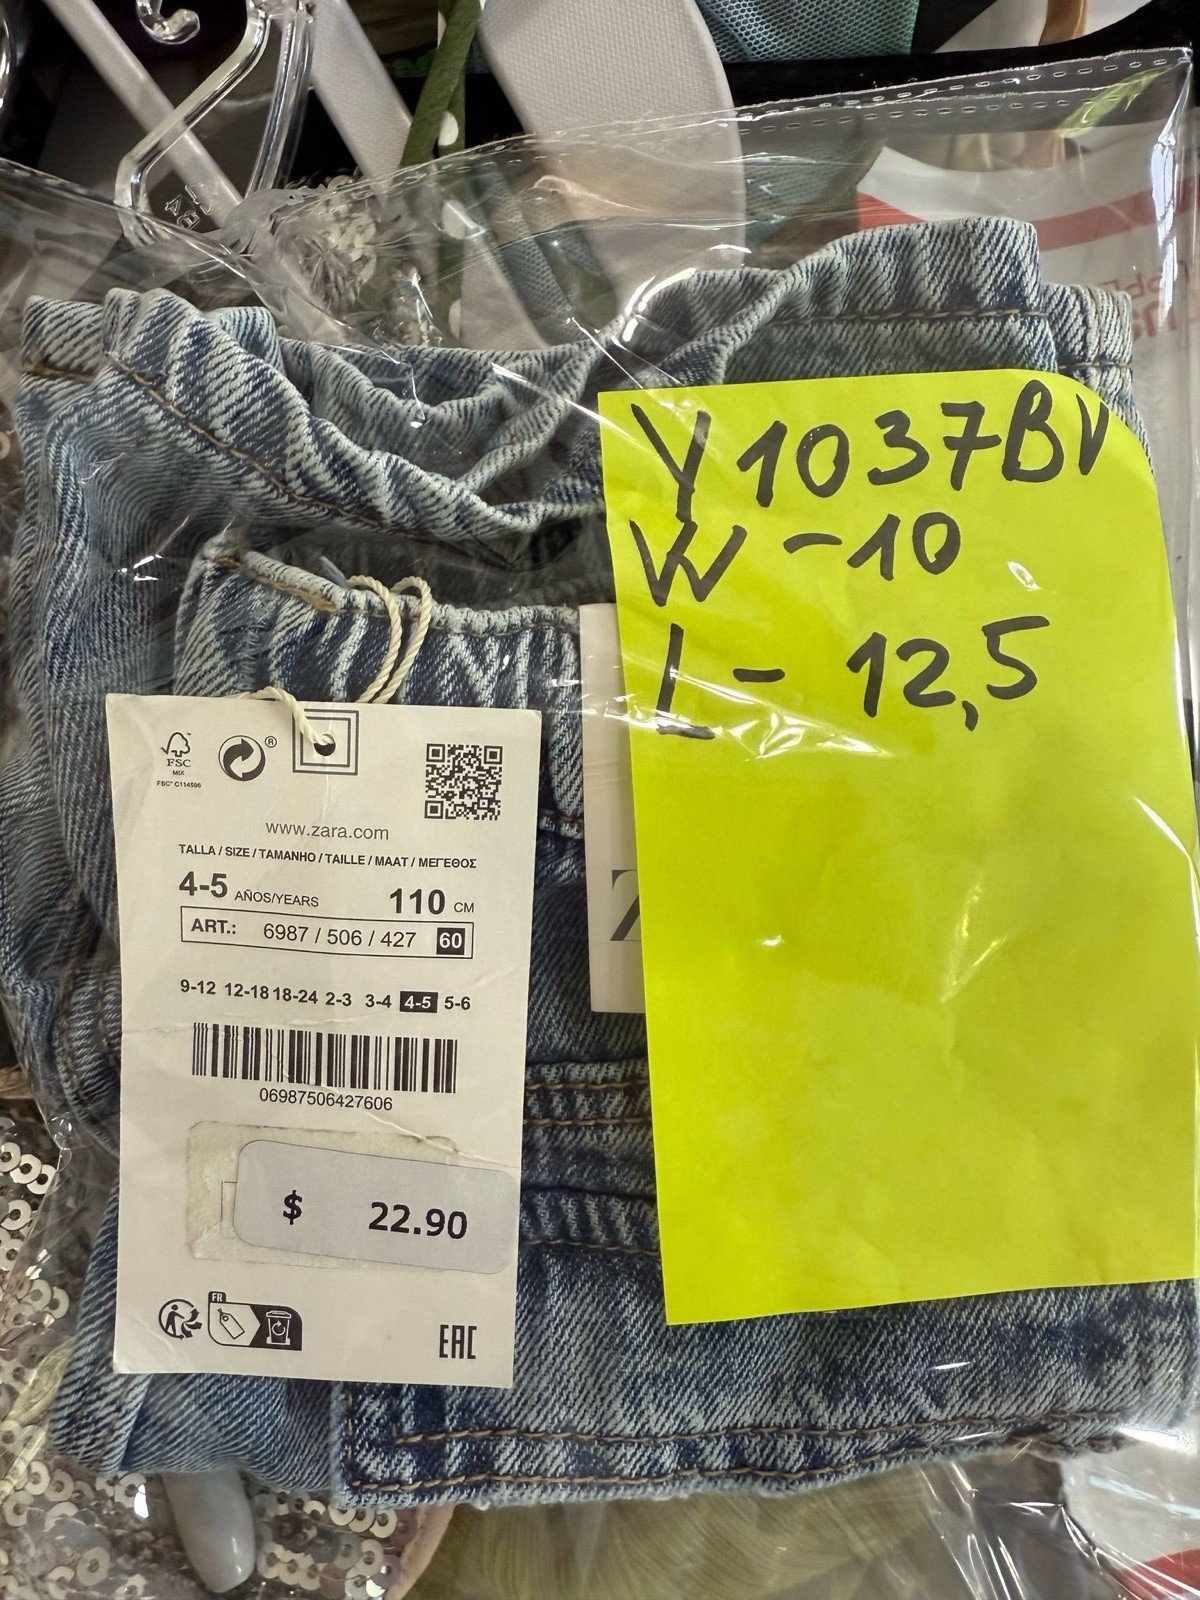 Y1037BV
W - 10
L - 12,5
FSC
MIX
FSC® C114596
®
www.zara.com
TALLA / SIZE / TAMANHO / TAILLE / MAAT / ΜΕΓΕΘΟΣ
4-5 AÑOS/YEARS 110 CM
ART.: 6987 / 506 / 427 60
9-12 12-18 18-24 2-3 3-4 4-5 5-6
06987506427606
$ 22.90
FR
EAC
Z